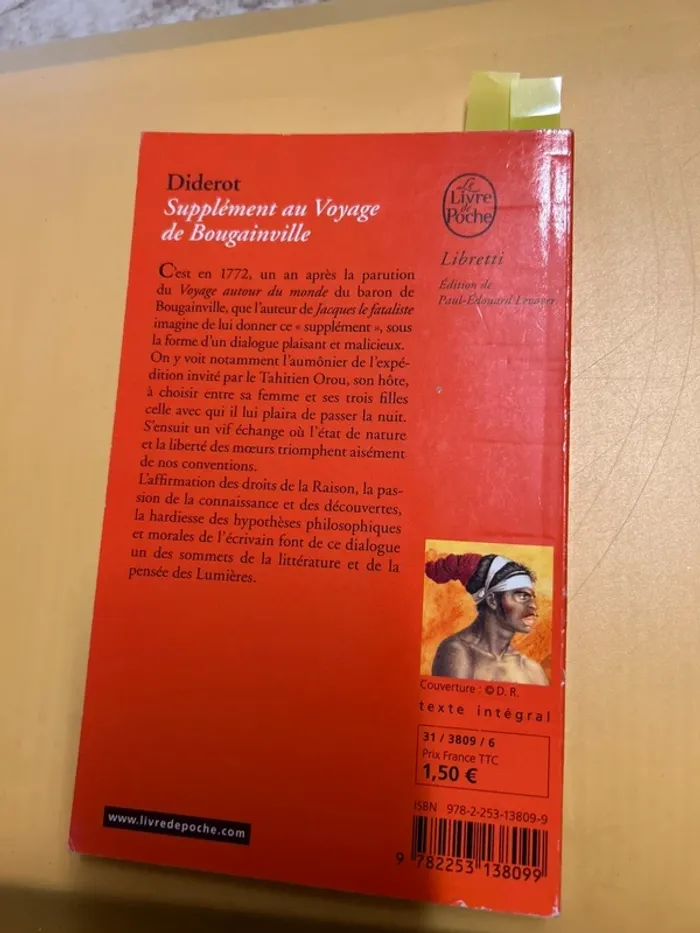 Diderot
Supplément au Voyage
de Bougainville
C'est en 1772, un an après la parution
du Voyage autour du monde du baron de
Bougainville, que l'auteur de Jacques le fataliste
imagine de lui donner ce « supplément », sous
la forme d'un dialogue plaisant et malicieux.
On y voit notamment l'aumônier de l'expé-
dition invité par le Tahitien Orou, son hôte,
à choisir entre sa femme et ses trois filles
celle avec qui il lui plaira de passer la nuit.
S'ensuit un vif échange où l'état de nature
et la liberté des mœurs triomphent aisément
de nos conventions.
L'affirmation des droits de la Raison, la pas-
sion de la connaissance et des découvertes,
la hardiesse des hypothèses philosophiques
et morales de l'écrivain font de ce dialogue
un des sommets de la littérature et de la
pensée des Lumières.
www.livredepoche.com
Le
Livre
de
Poche
Libretti
Édition de
Paul-Édouard Levayer
Couverture : © D. R.
texte intégral
31 / 3809 / 6
Prix France TTC
1,50 €
ISBN 978-2-253-13809-9
9 782253 138099